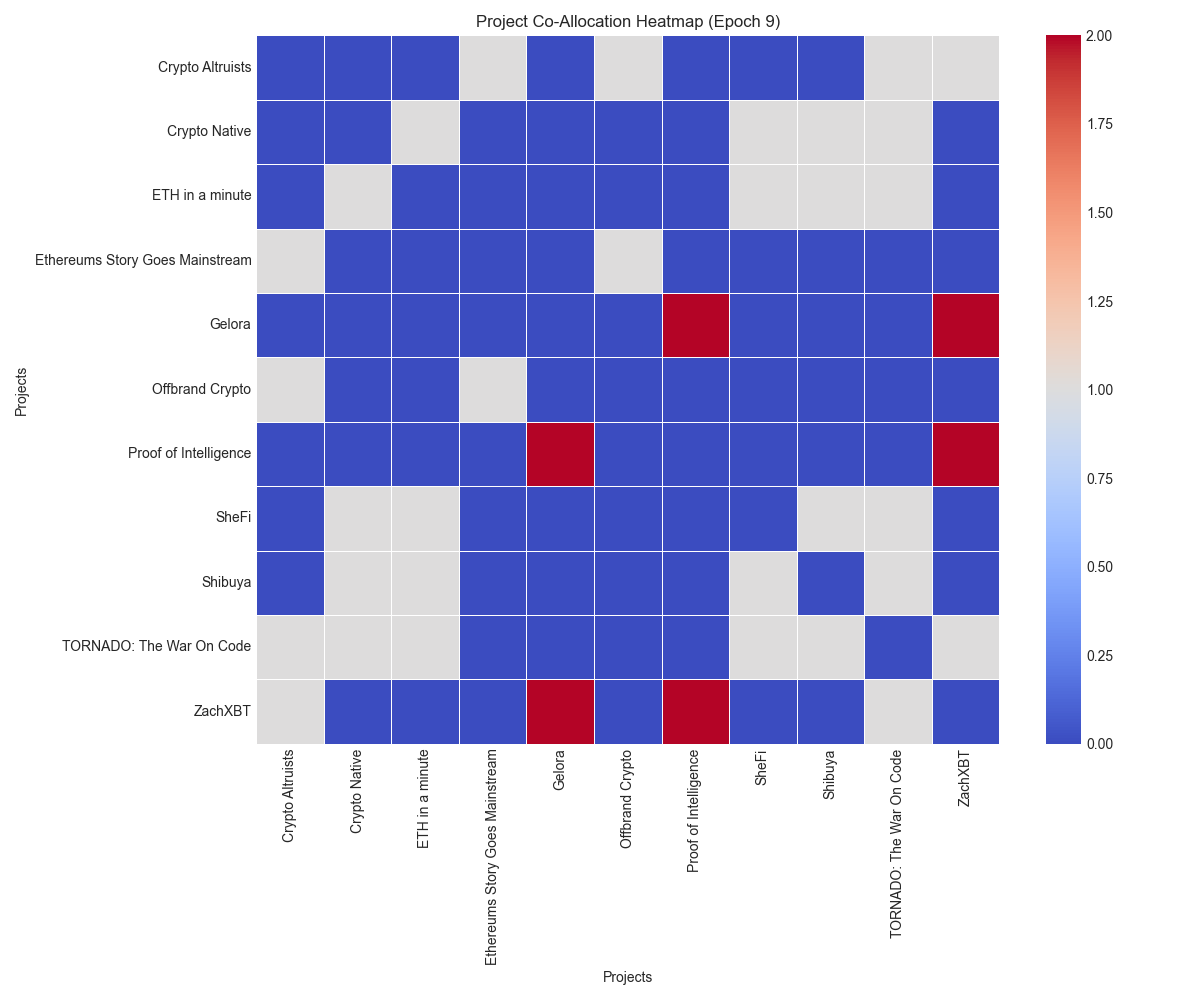 Project Co-Allocation Heatmap (Epoch 9)
Projects
Crypto Altruists
Crypto Native
ETH in a minute
Ethereums Story Goes Mainstream
Gelora
Offbrand Crypto
Proof of Intelligence
SheFi
Shibuya
TORNADO: The War On Code
ZachXBT
Crypto Altruists
Crypto Native
ETH in a minute
Ethereums Story Goes Mainstream
Gelora
Offbrand Crypto
Proof of Intelligence
SheFi
Shibuya
TORNADO: The War On Code
ZachXBT
Projects
2.00
1.75
1.50
1.25
1.00
0.75
0.50
0.25
0.00